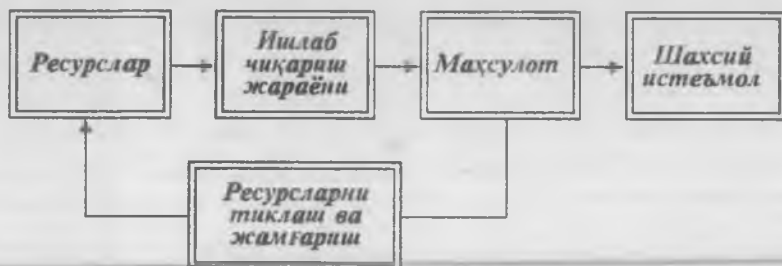 Ресурслар
Ишлаб
чиқариш
жараёни
Маҳсулот
Шахсий
истеъмол
Ресурсларни
тиклаш ва
жамғариш